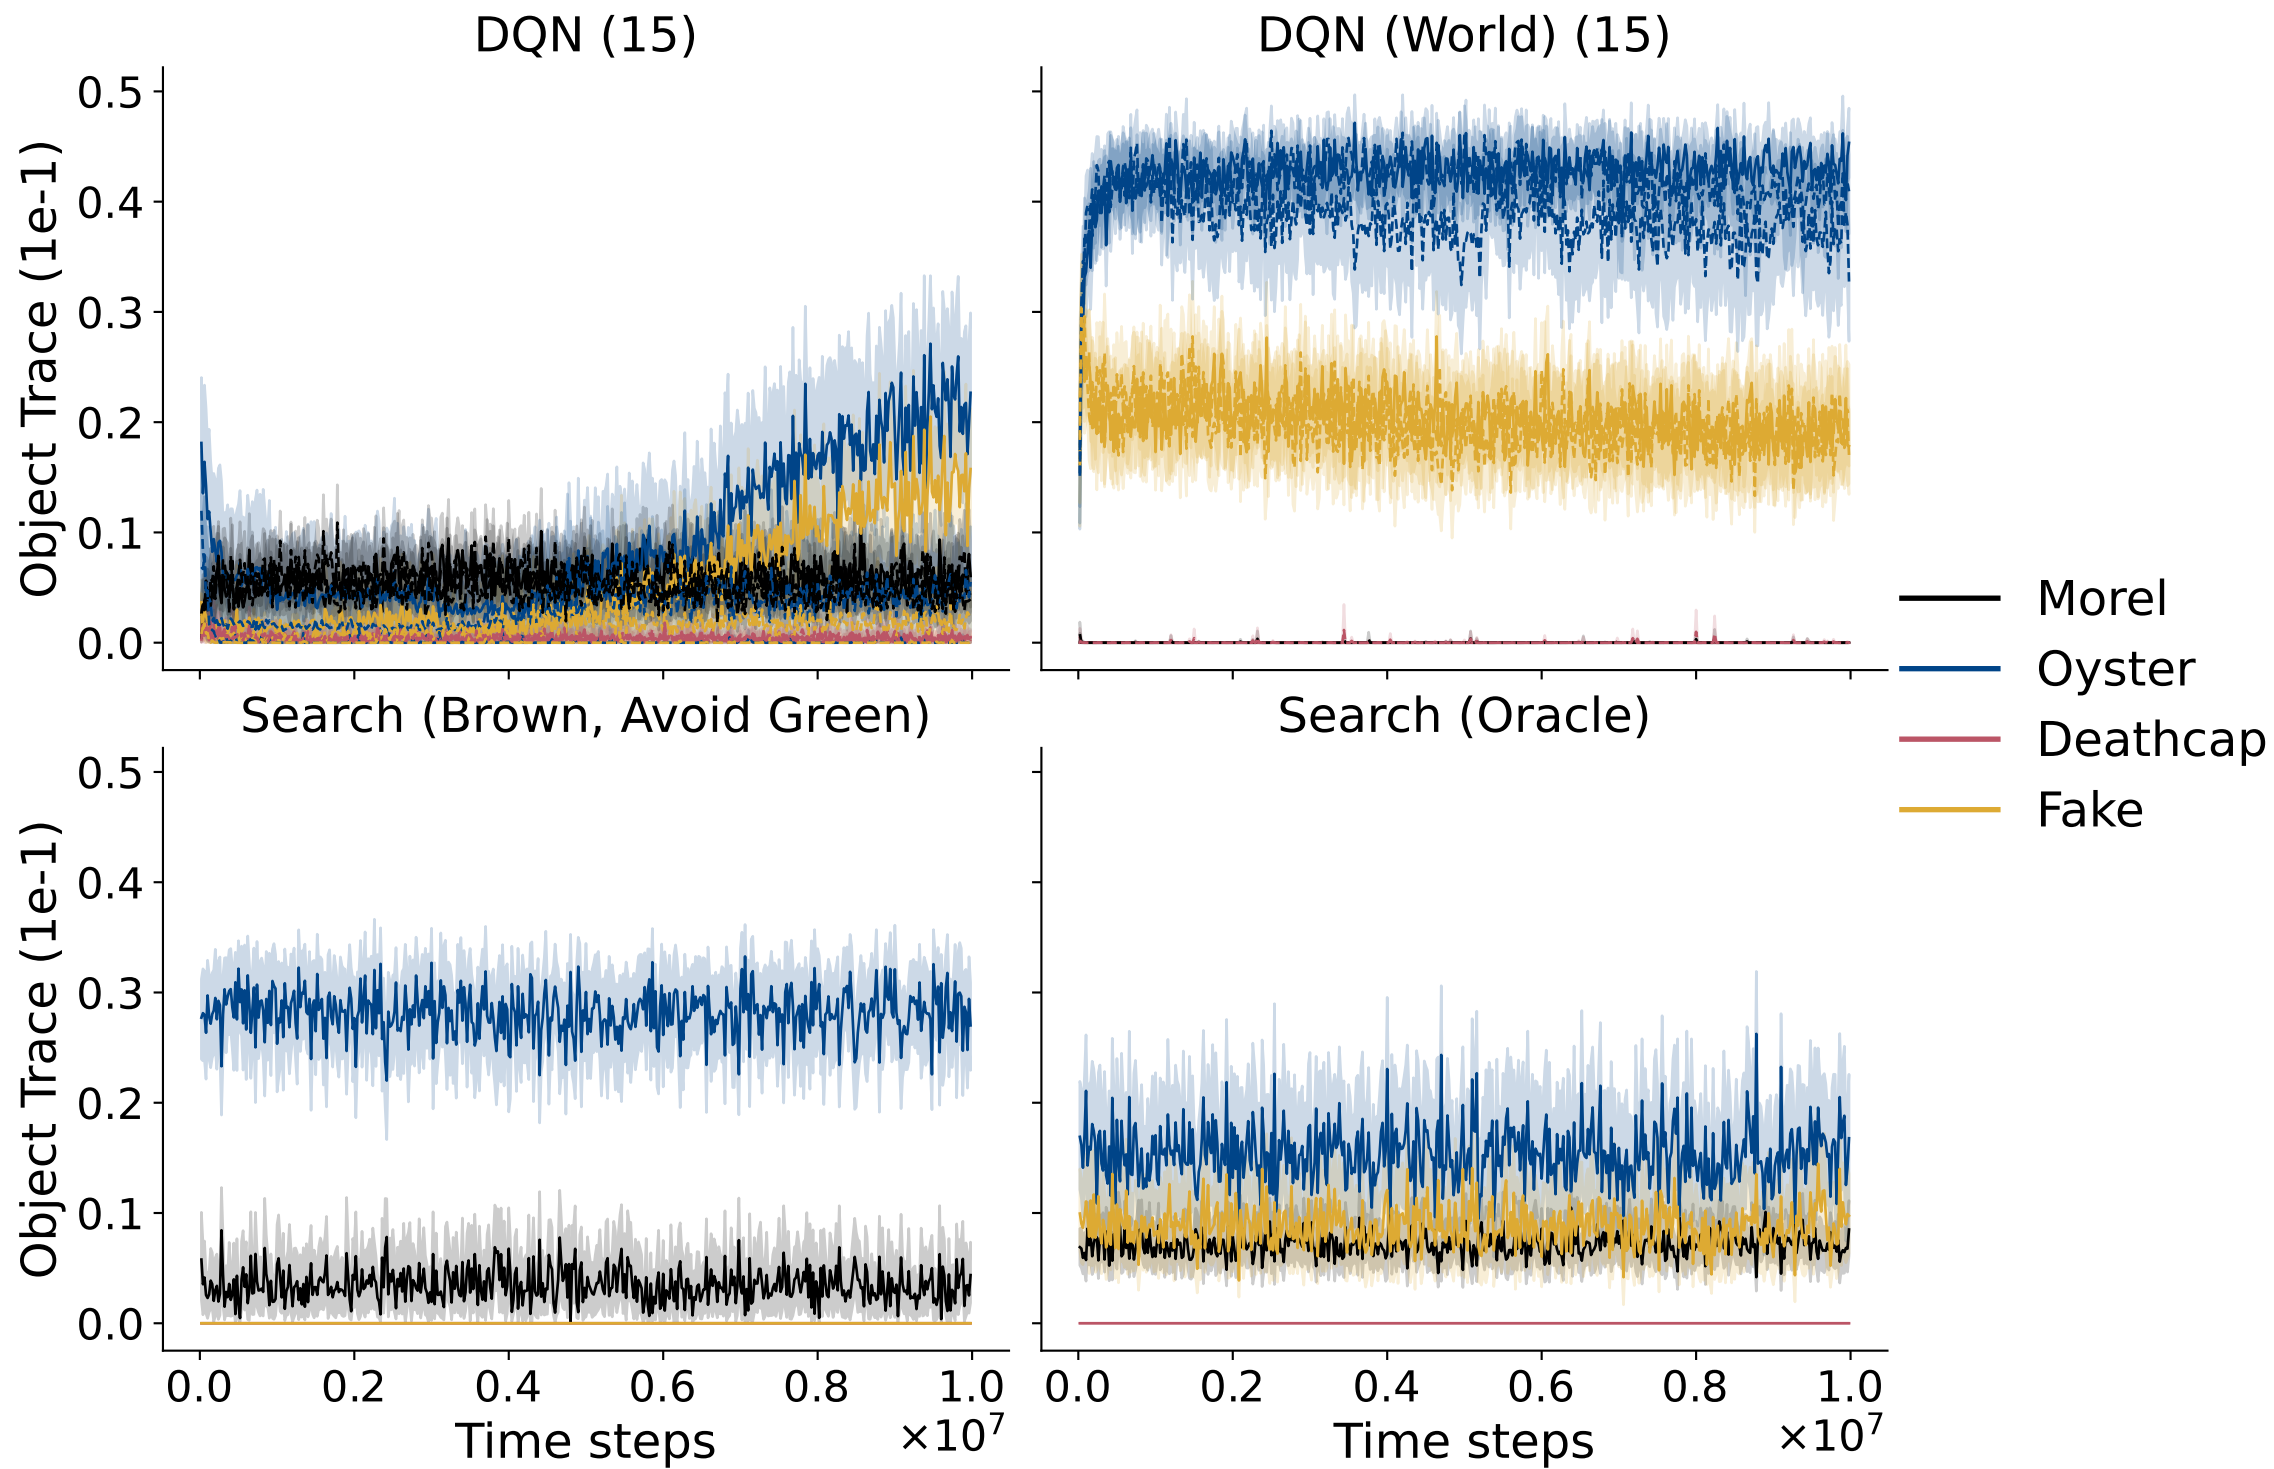 DQN (15)
DQN (World) (15)
Object Trace (1e-1)
0.5
0.4
0.3
0.2
0.1
0.0
Search (Brown, Avoid Green)
Search (Oracle)
Object Trace (1e-1)
0.5
0.4
0.3
0.2
0.1
0.0
0.0 0.2 0.4 0.6 0.8 1.0
×10⁷
Time steps
0.0 0.2 0.4 0.6 0.8 1.0
×10⁷
Time steps
Morel
Oyster
Deathcap
Fake